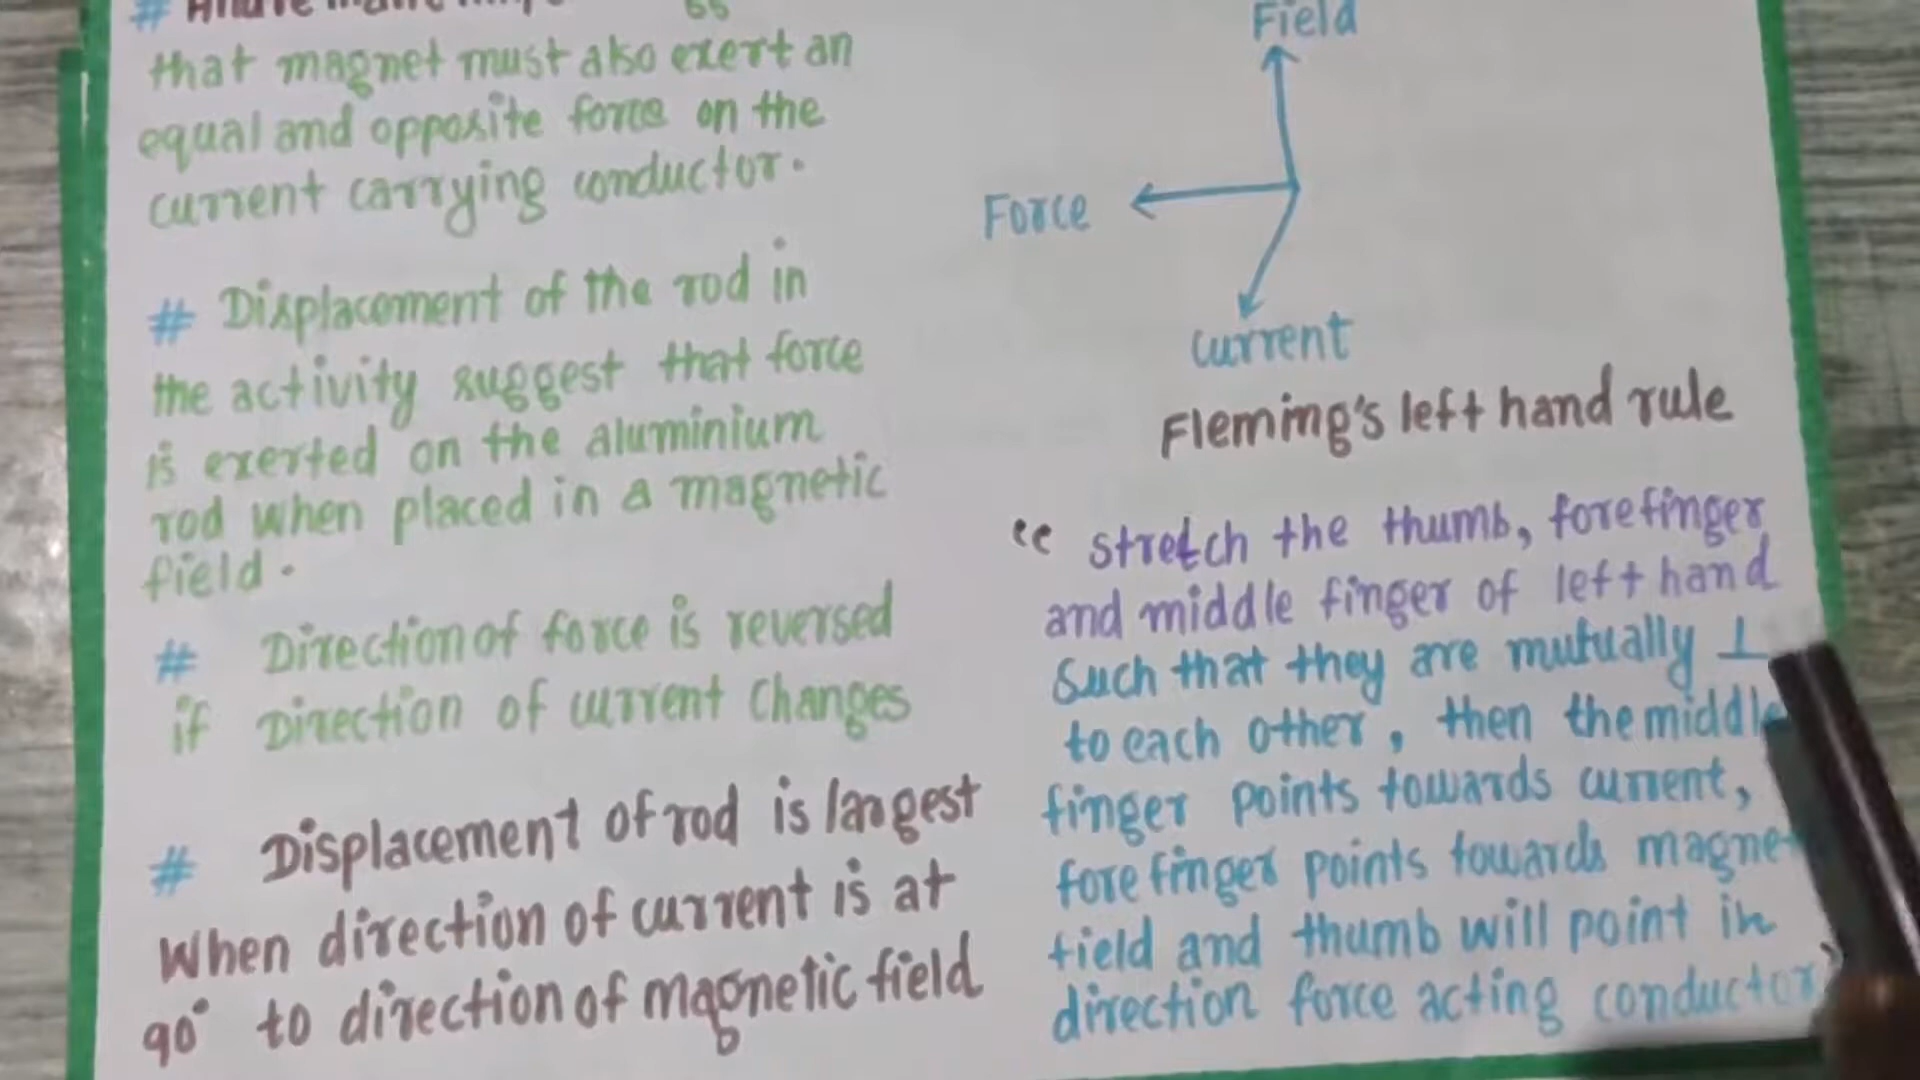 #
that magnet must also exert an
equal and opposite force on the
current carrying conductor.
# Displacement of the rod in
the activity suggest that force
is exerted on the aluminium
rod when placed in a magnetic
field.
# Direction of force is reversed
if Direction of current Changes
# Displacement of rod is largest
When direction of current is at
90° to direction of magnetic field
Field
Force
Current
Fleming's left hand rule
“ stretch the thumb, forefinger
and middle finger of left hand
Such that they are mutually ⊥
to each other, then the middle
finger points towards current,
forefinger points towards magne
field and thumb will point in
direction force acting conductor